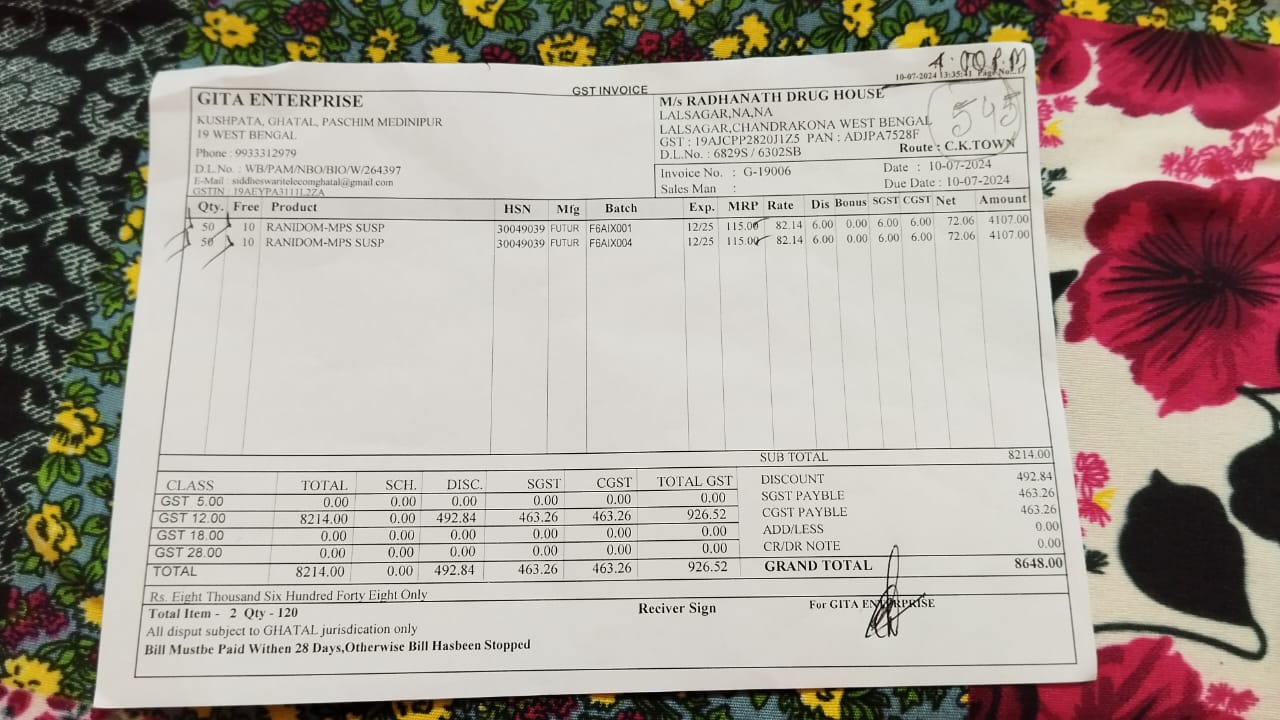 GST INVOICE
10-07-2024 13:35:41 Page No:.1
545
GITA ENTERPRISE
KUSHPATA, GHATAL, PASCHIM MEDINIPUR
19 WEST BENGAL
Phone : 9933312979
D.L.No. : WB/PAM/NBO/BIO/W/264397
E-Mail : siddheswaritelecomghatal@gmail.com
GSTIN : 19AEYPA3111L2ZA
M/s RADHANATH DRUG HOUSE
LALSAGAR,NA,NA
LALSAGAR,CHANDRAKONA WEST BENGAL
GST : 19AJCPP2820J1Z5 PAN : ADJPA7528F
D.L.No. : 6829S / 6302SB Route : C.K.TOWN
Invoice No. : G-19006 Date : 10-07-2024
Sales Man : Due Date : 10-07-2024
Qty. Free Product HSN Mfg Batch Exp. MRP Rate Dis Bonus SGST CGST Net Amount
50 10 RANIDOM-MPS SUSP 30049039 FUTUR F6AIX001 12/25 115.00 82.14 6.00 0.00 6.00 6.00 72.06 4107.00
50 10 RANIDOM-MPS SUSP 30049039 FUTUR F6AIX004 12/25 115.00 82.14 6.00 0.00 6.00 6.00 72.06 4107.00
SUB TOTAL 8214.00
CLASS TOTAL SCH. DISC. SGST CGST TOTAL GST DISCOUNT 492.84
GST 5.00 0.00 0.00 0.00 0.00 0.00 0.00 SGST PAYBLE 463.26
GST 12.00 8214.00 0.00 492.84 463.26 463.26 926.52 CGST PAYBLE 463.26
GST 18.00 0.00 0.00 0.00 0.00 0.00 0.00 ADD/LESS 0.00
GST 28.00 0.00 0.00 0.00 0.00 0.00 0.00 CR/DR NOTE 0.00
TOTAL 8214.00 0.00 492.84 463.26 463.26 926.52 GRAND TOTAL 8648.00
Rs. Eight Thousand Six Hundred Forty Eight Only
Total Item - 2 Qty - 120 Reciver Sign For GITA ENTERPRISE
All disput subject to GHATAL jurisdication only
Bill Mustbe Paid Withen 28 Days,Otherwise Bill Hasbeen Stopped